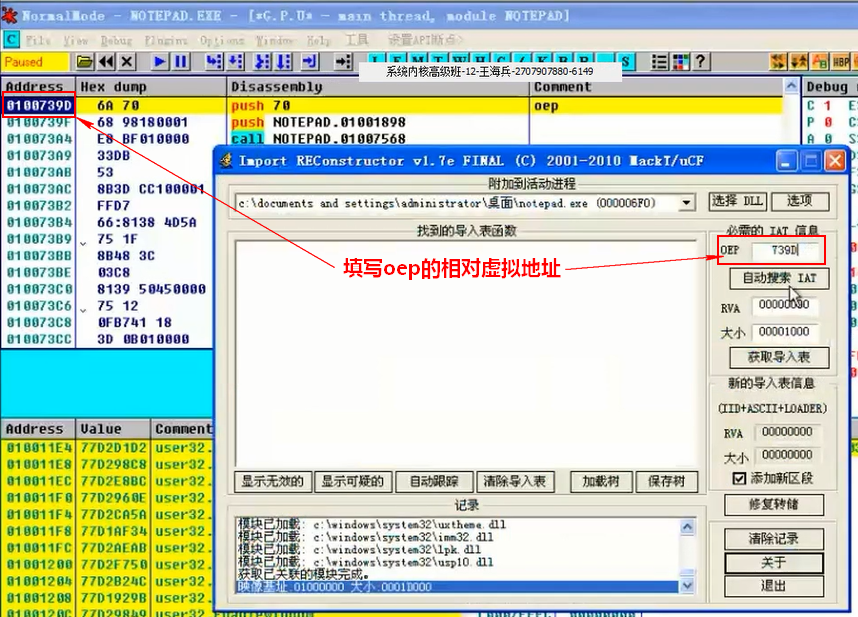 NormalMode - NOTEPAD.EXE - [*G.P.U* - main thread, module NOTEPAD]
C File View Debug Plugins Options Window Help 工具 设置API断点>
Paused
S
?
HBP
系统内核高级班-12-王海兵-2707907880-6149
Address Hex dump Disassembly Comment Debug
0100739D 6A 70 push 70 oep C 1
0100739F 68 98180001 push NOTEPAD.01001898 P 0
010073A4 E8 BF010000 call NOTEPAD.01007568 A 0
010073A9 33DB
010073AB 53
010073AC 8B3D CC100001
010073B2 FFD7
010073B4 66:8138 4D5A
010073B9 75 1F
010073BB 8B48 3C
010073BE 03C8
010073C0 8139 50450000
010073C6 75 12
010073C8 0FB741 18
010073CC 3D 0B010000
Address Value Comment
010011E4 77D2D1D2 user32.
010011E8 77D298C8 user32.
010011EC 77D2E8BC user32.
010011F0 77D2960E user32.
010011F4 77D2CA5A user32.
010011F8 77D1AF34 user32.
010011FC 77D2AEAB user32.
01001200 77D2F750 user32.
01001204 77D2B24C user32.
01001208 77D1929B user32.
0100120C 77D29849 user32.
Import REConstructor v1.7e FINAL (C) 2001-2010 MackT/uCF
附加到活动进程
c:\documents and settings\administrator\桌面\notepad.exe (000006F0)
选择 DLL
选项
找到的导入表函数
填写oep的相对虚拟地址
必需的 IAT 信息
OEP 739D
自动搜索 IAT
RVA 00000000
大小 00001000
获取导入表
新的导入表信息
(IID+ASCII+LOADER)
RVA 00000000
大小 00000000
添加新区段
修复转储
显示无效的
显示可疑的
自动跟踪
清除导入表
加载树
保存树
记录
模块已加载: c:\windows\system32\uxtheme.dll
模块已加载: c:\windows\system32\imm32.dll
模块已加载: c:\windows\system32\lpk.dll
模块已加载: c:\windows\system32\usp10.dll
获取已关联的模块完成。
映像基址:01000000 大小:0001D000
清除记录
关于
退出